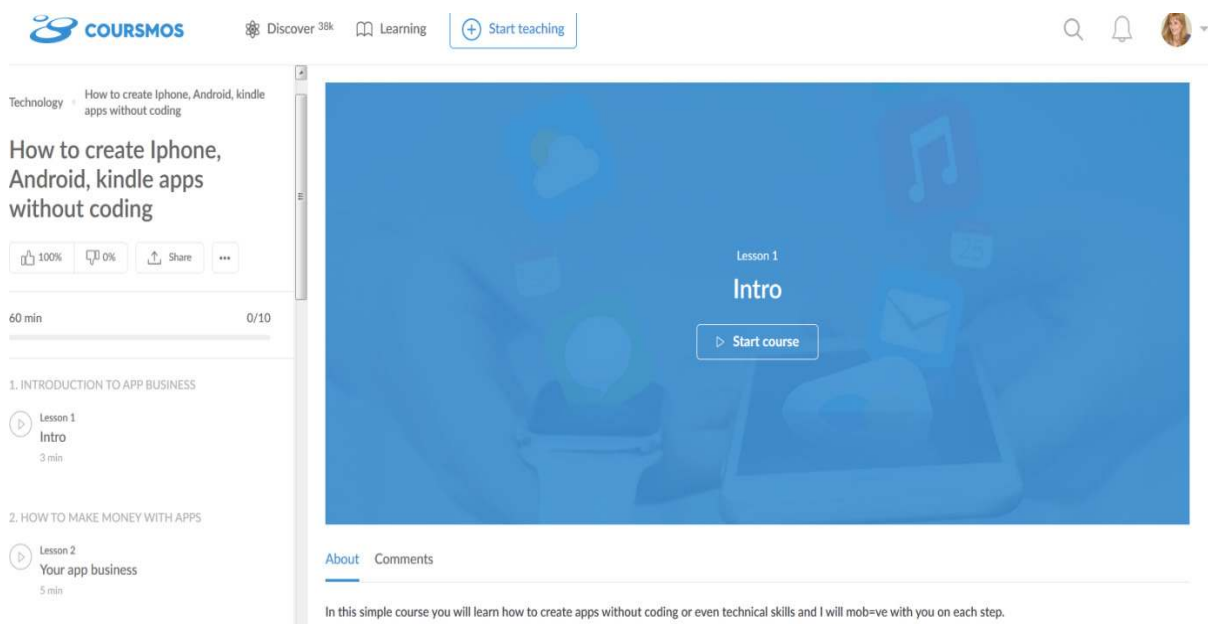 COURSMOS
Discover 38k
Learning
Start teaching
Technology
How to create Iphone, Android, kindle
apps without coding
How to create Iphone,
Android, kindle apps
without coding
100%
0%
Share
60 min
0/10
1. INTRODUCTION TO APP BUSINESS
Lesson 1
Intro
3 min
2. HOW TO MAKE MONEY WITH APPS
Lesson 2
Your app business
5 min
Lesson 1
Intro
Start course
About
Comments
In this simple course you will learn how to create apps without coding or even technical skills and I will mob=ve with you on each step.